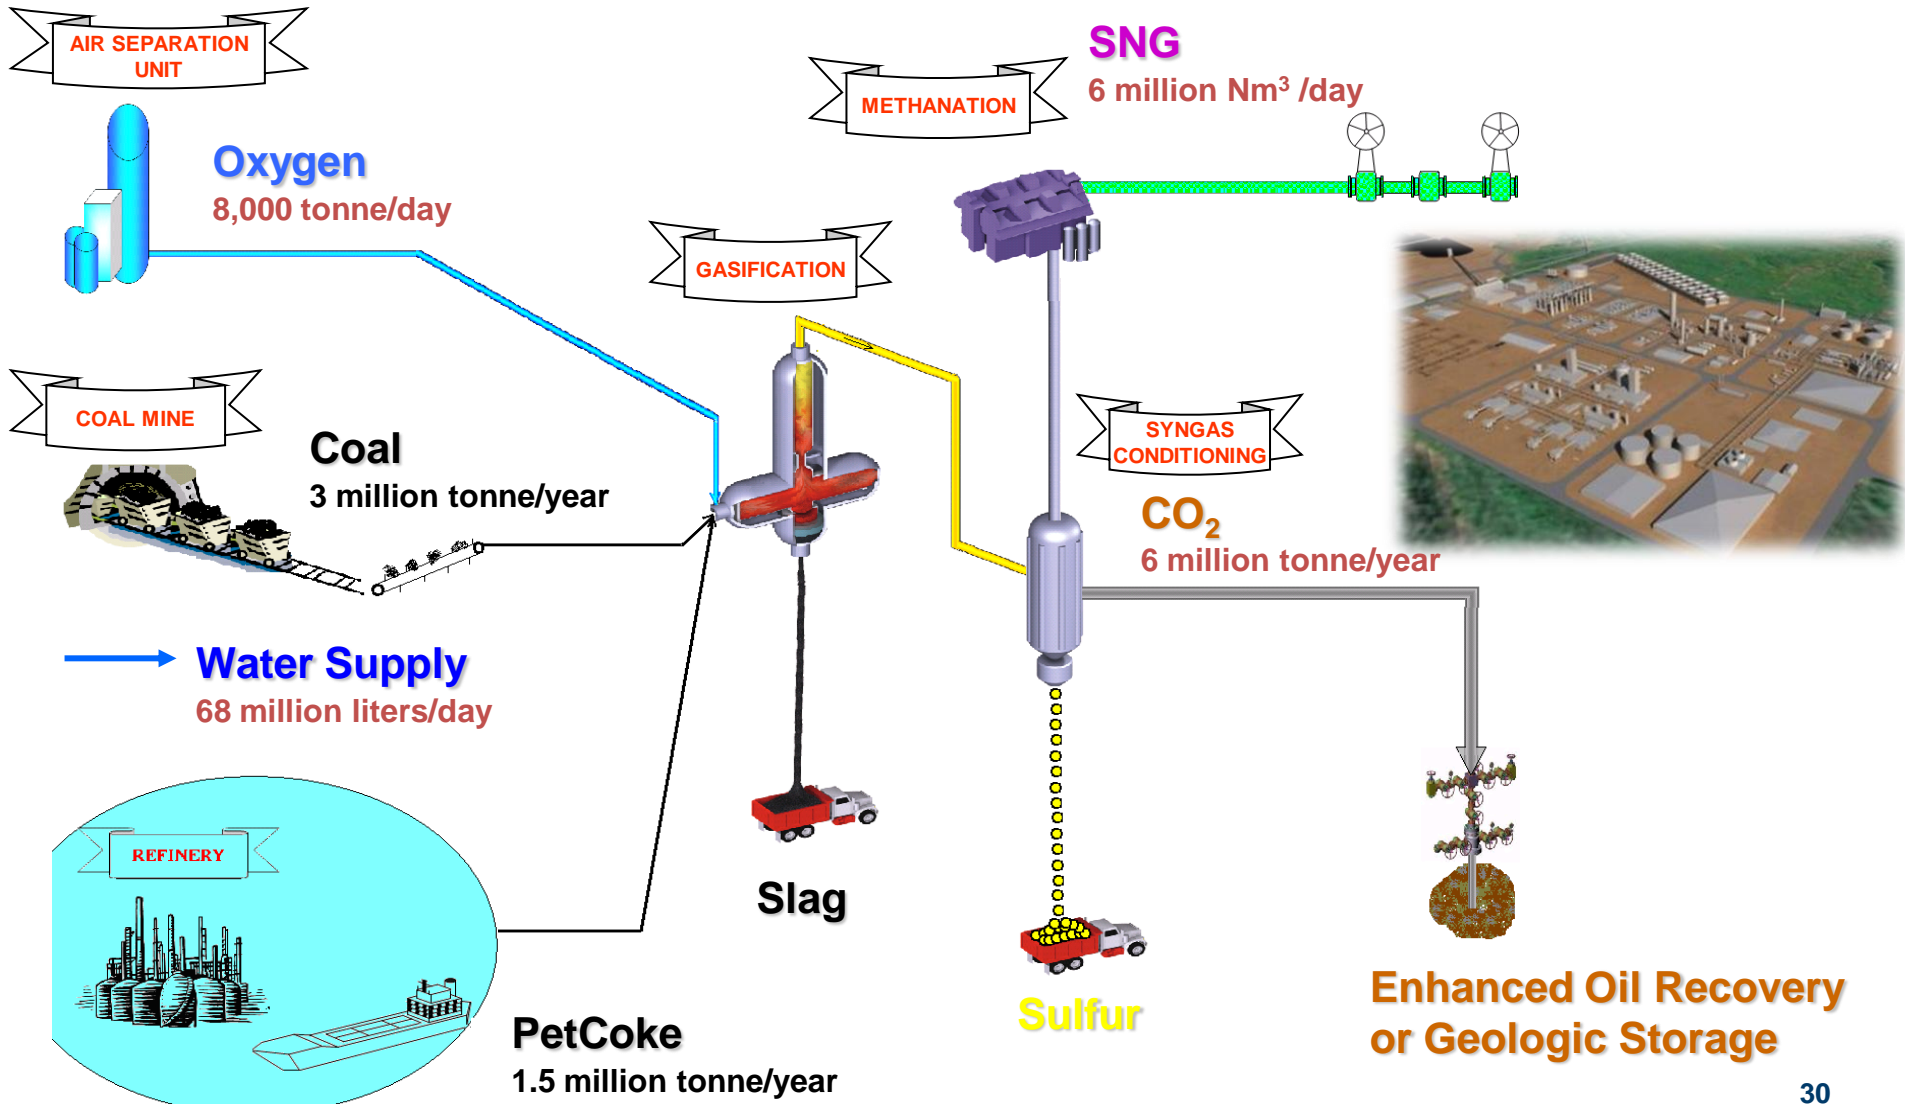 AIR SEPARATION
UNIT
Oxygen
8,000 tonne/day
METHANATION
SNG
6 million Nm³ /day
GASIFICATION
COAL MINE
Coal
3 million tonne/year
SYNGAS
CONDITIONING
CO₂
6 million tonne/year
Water Supply
68 million liters/day
REFINERY
PetCoke
1.5 million tonne/year
Slag
Sulfur
Enhanced Oil Recovery
or Geologic Storage
30